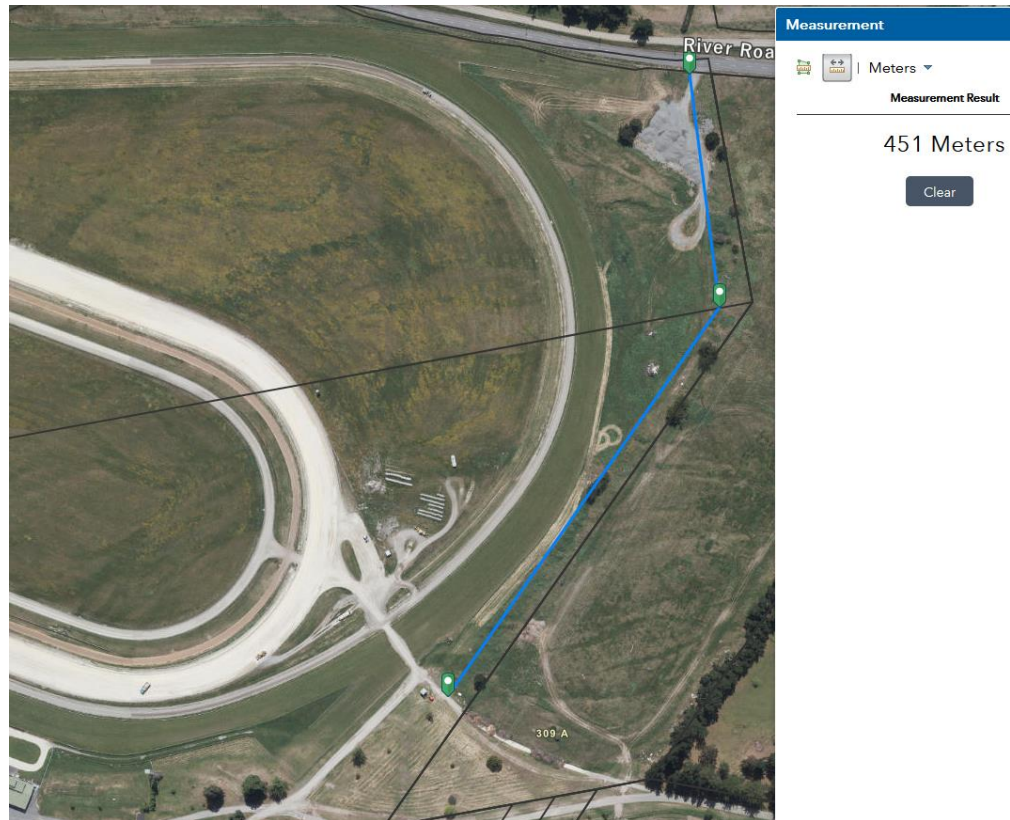 River Roa
Measurement
Meters
Measurement Result
451 Meters
Clear
309 A